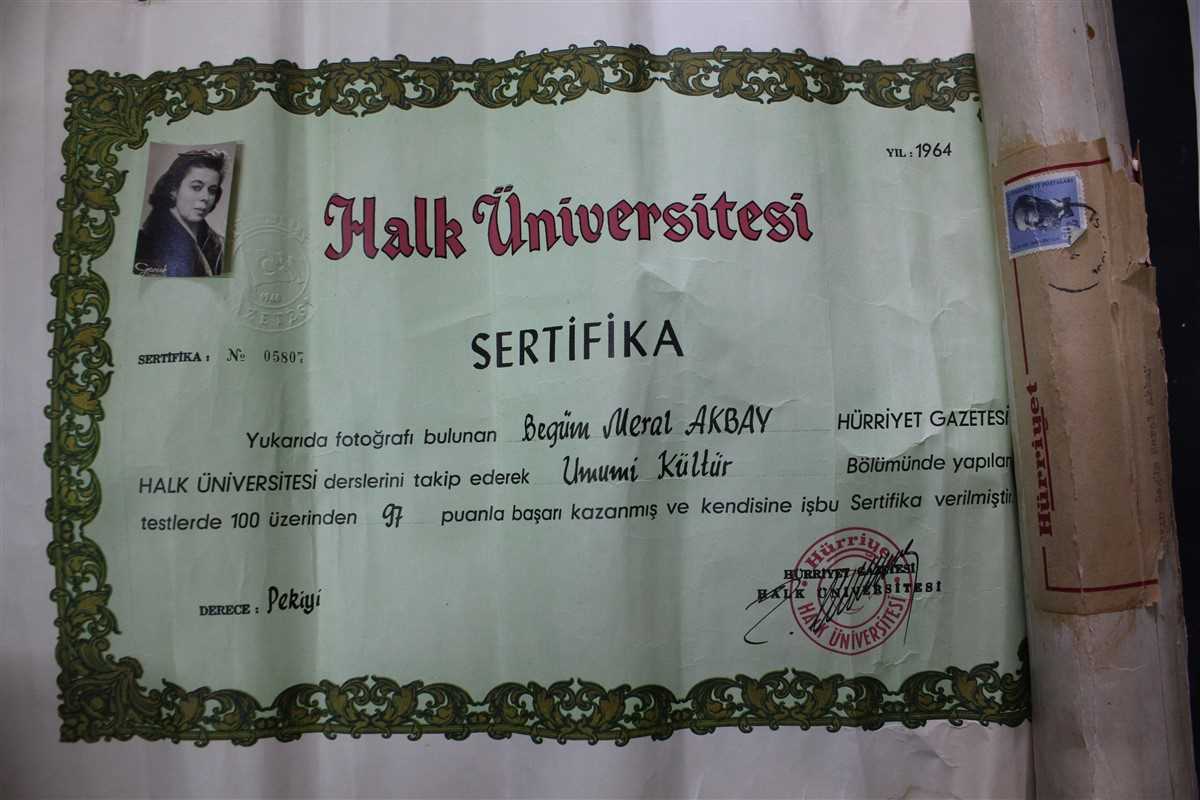 YIL : 1964
Halk Üniversitesi
SERTİFİKA
SERTİFİKA : № 05807
Yukarıda fotoğrafı bulunan Begüm Meral AKBAY HÜRRİYET GAZETESİ
HALK ÜNİVERSİTESİ derslerini takip ederek Umumi Kültür Bölümünde yapılan
testlerde 100 üzerinden 97 puanla başarı kazanmış ve kendisine işbu Sertifika verilmiştir
DERECE : Pekiyi
HÜRRİYET GAZETESİ
HALK ÜNİVERSİTESİ
Hürriyet
HALK ÜNİVERSİTESİ
Hürriyet